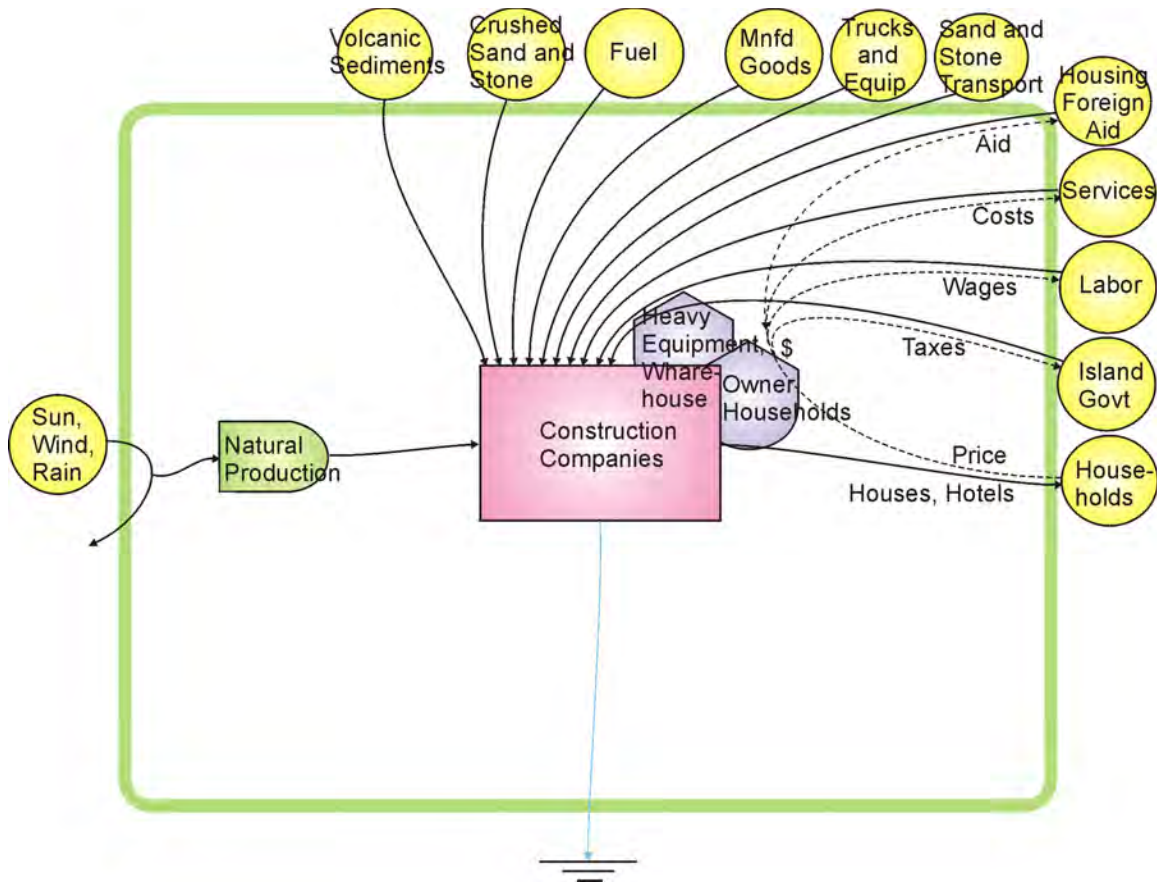 Volcanic
Sediments
Crushed
Sand and
Stone
Fuel
Mnfd
Goods
Trucks
and
Equip
Sand and
Stone
Transport
Housing
Foreign
Aid
Aid
Services
Costs
Labor
Wages
Heavy
Equipment, $
Whare-
house
Taxes
Island
Govt
Owner-
Households
Sun,
Wind,
Rain
Natural
Production
Construction
Companies
Price
Houses, Hotels
House-
holds